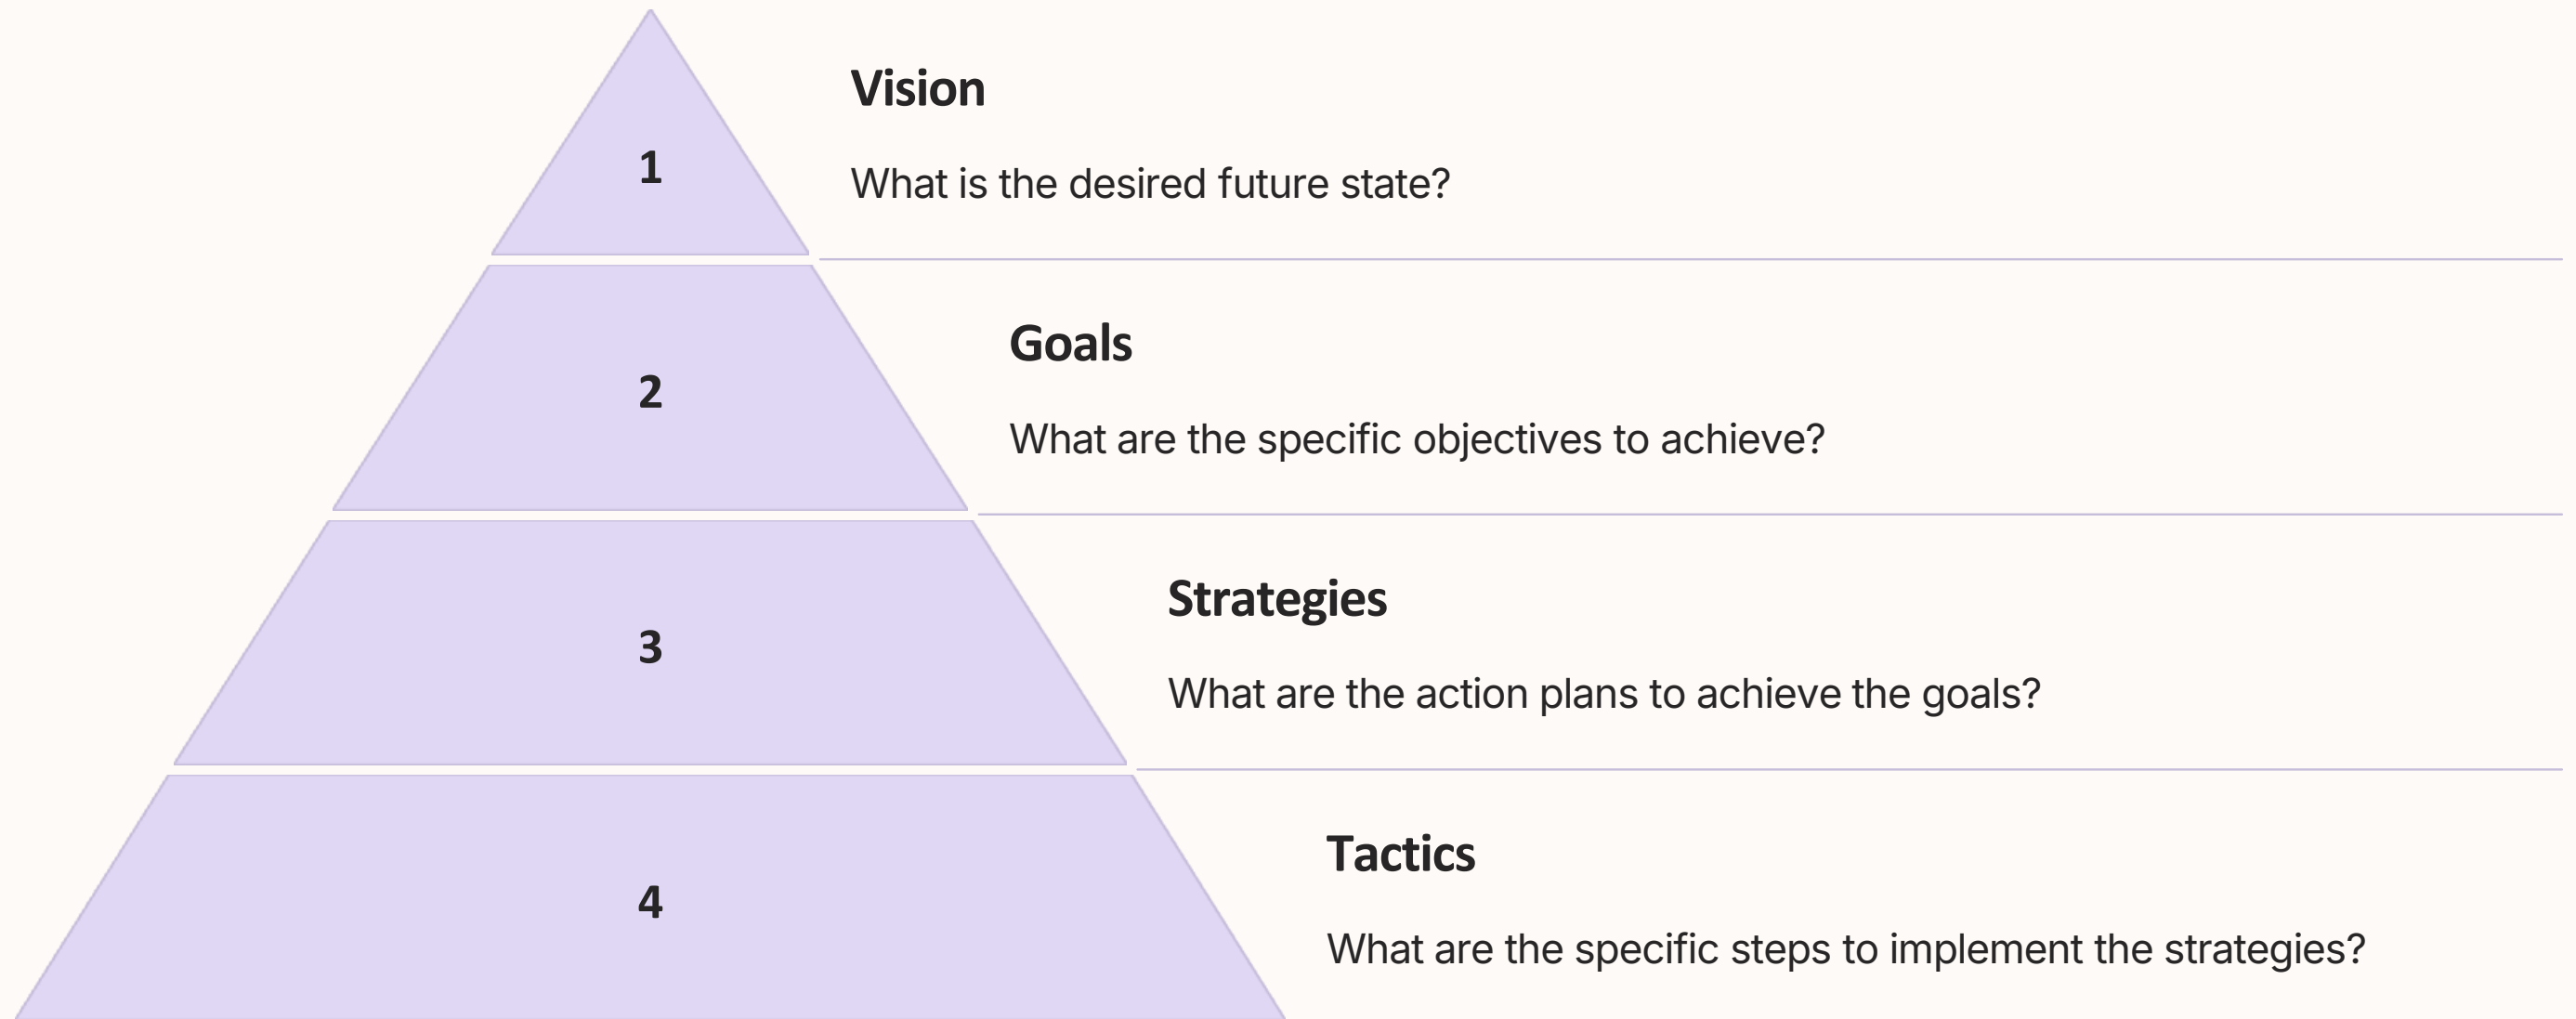 1
Vision
What is the desired future state?
2
Goals
What are the specific objectives to achieve?
3
Strategies
What are the action plans to achieve the goals?
4
Tactics
What are the specific steps to implement the strategies?